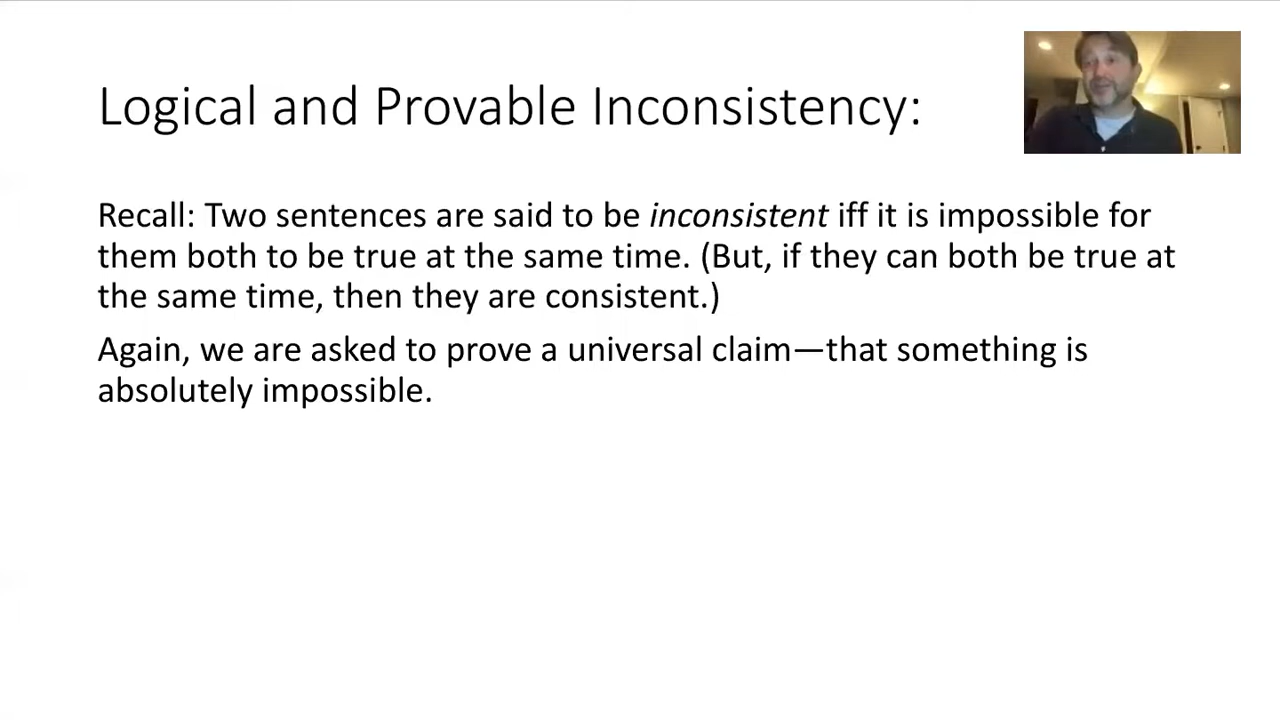 Logical and Provable Inconsistency:
Recall: Two sentences are said to be inconsistent iff it is impossible for
them both to be true at the same time. (But, if they can both be true at
the same time, then they are consistent.)
Again, we are asked to prove a universal claim—that something is
absolutely impossible.